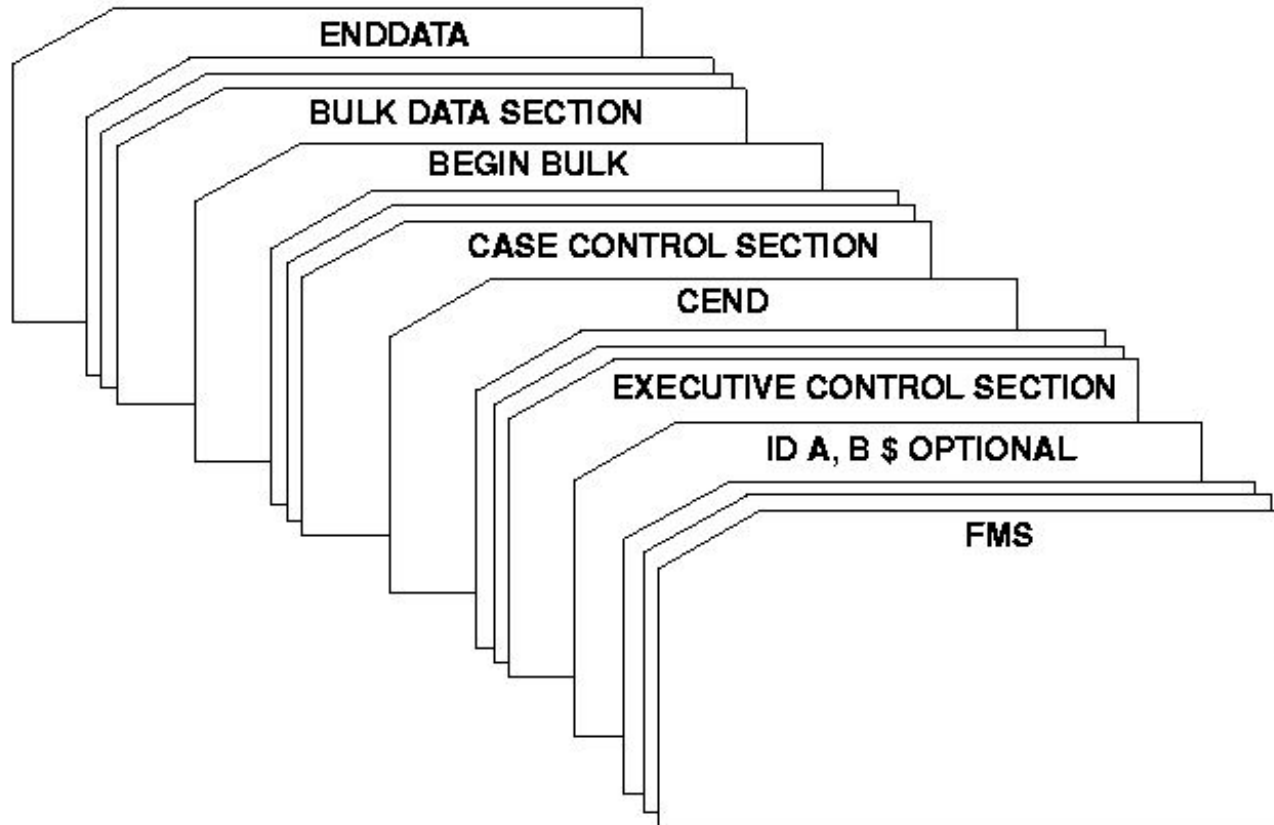 ENDDATA
BULK DATA SECTION
BEGIN BULK
CASE CONTROL SECTION
CEND
EXECUTIVE CONTROL SECTION
ID A, B $ OPTIONAL
FMS